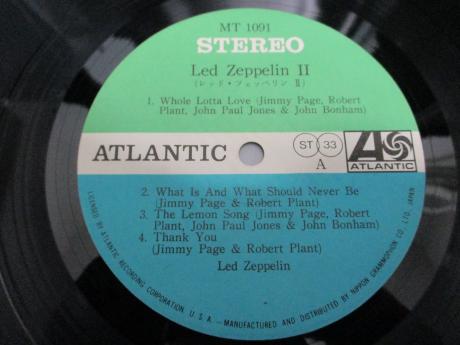 MT 1091
STEREO
Led Zeppelin II
(レッド・ツェッペリン II)
1. Whole Lotta Love (Jimmy Page, Robert
Plant, John Paul Jones & John Bonham)
ATLANTIC
ST 33
A
ATLANTIC
2. What Is And What Should Never Be
(Jimmy Page & Robert Plant)
3. The Lemon Song (Jimmy Page, Robert
Plant, John Paul Jones & John Bonham)
4. Thank You
(Jimmy Page & Robert Plant)
Led Zeppelin
LICENSED BY ATLANTIC RECORDING CORPORATION, U.S.A.—MANUFACTURED AND DISTRIBUTED BY NIPPON GRAMMOPHON CO., LTD., JAPAN